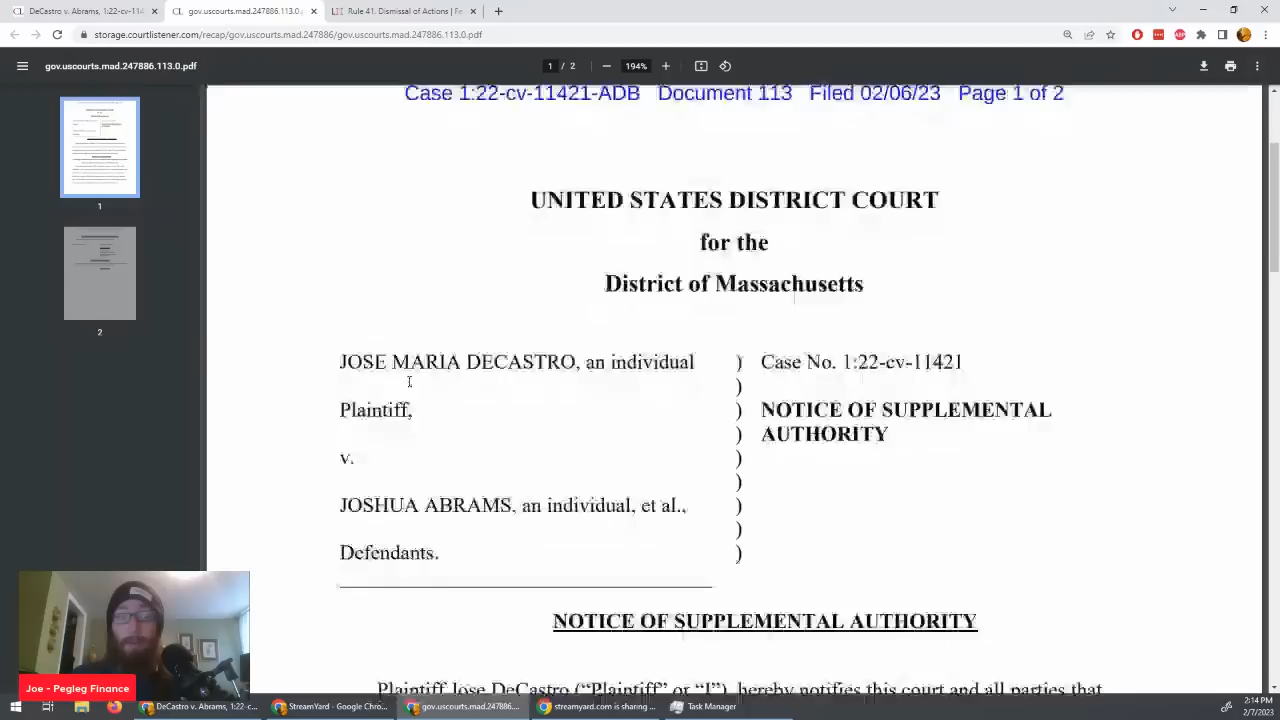 DeCastro v. Abrams, 1:22-cv-114
gov.uscourts.mad.247886.113.0.p
Rule 41. Dismissal of Actions | Fe
storage.courtlistener.com/recap/gov.uscourts.mad.247886/gov.uscourts.mad.247886.113.0.pdf
gov.uscourts.mad.247886.113.0.pdf
1 / 2
194%
Case 1:22-cv-11421-ADB Document 113 Filed 02/06/23 Page 1 of 2
UNITED STATES DISTRICT COURT
for the
District of Massachusetts
JOSE MARIA DECASTRO, an individual
Plaintiff,
v.
JOSHUA ABRAMS, an individual, et al.,
Defendants.
)
)
)
)
)
)
)
)
)
Case No. 1:22-cv-11421
NOTICE OF SUPPLEMENTAL
AUTHORITY
NOTICE OF SUPPLEMENTAL AUTHORITY
Plaintiff Jose DeCastro (“Plaintiff” or “I”), hereby notifies this court and all parties that
1
2
Joe - Pegleg Finance
DeCastro v. Abrams, 1:22-c...
StreamYard - Google Chro...
gov.uscourts.mad.247886...
streamyard.com is sharing ...
Task Manager
2:14 PM
2/7/2023